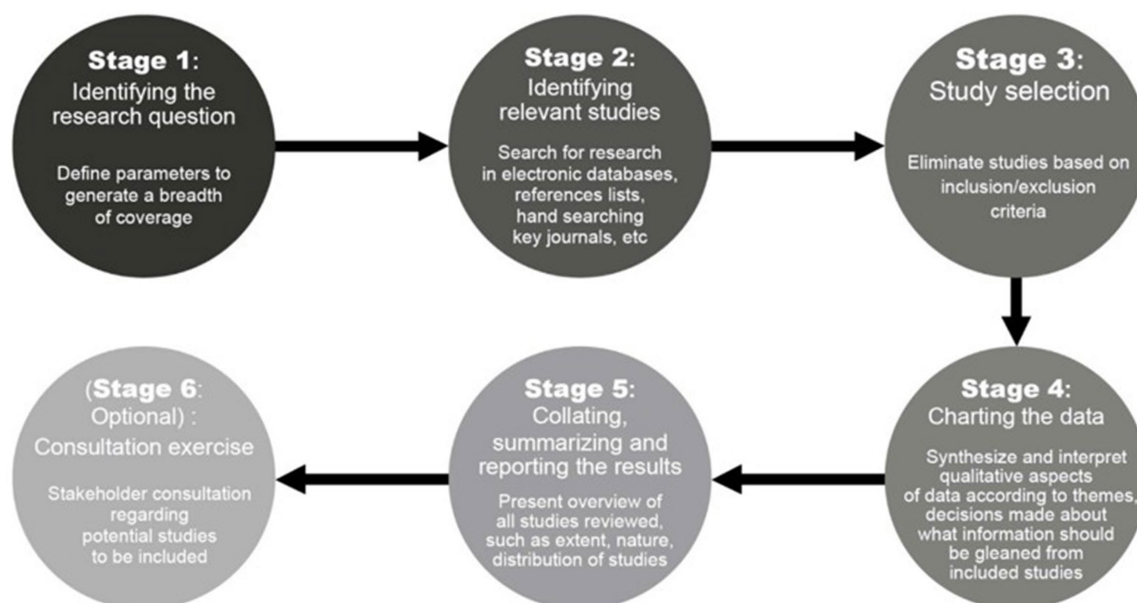 Stage 1:
Identifying the
research question
Define parameters to
generate a breadth
of coverage
Stage 2:
Identifying
relevant studies
Search for research
in electronic databases,
references lists,
hand searching
key journals, etc
Stage 3:
Study selection
Eliminate studies based on
inclusion/exclusion
criteria
Stage 4:
Charting the data
Synthesize and interpret
qualitative aspects
of data according to themes,
decisions made about
what information should
be gleaned from
included studies
Stage 5:
Collating,
summarizing and
reporting the results
Present overview of
all studies reviewed,
such as extent, nature,
distribution of studies
(Stage 6:
Optional) :
Consultation exercise
Stakeholder consultation
regarding
potential studies
to be included